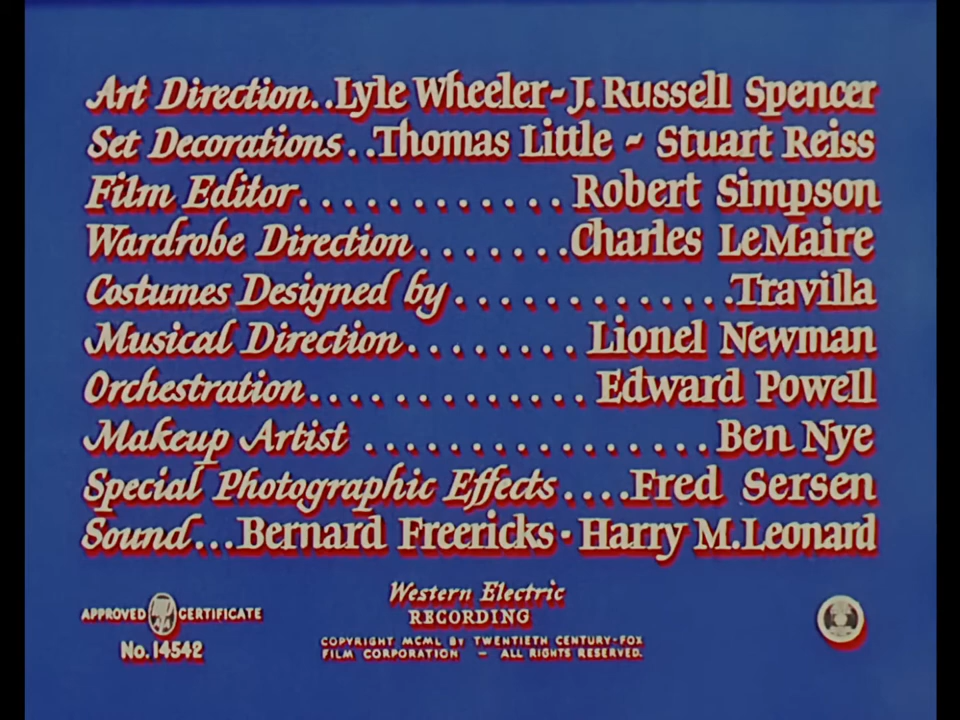 Art Direction..Lyle Wheeler-J. Russell Spencer
Set Decorations..Thomas Little - Stuart Reiss
Film Editor............Robert Simpson
Wardrobe Direction.......Charles LeMaire
Costumes Designed by.............Travilla
Musical Direction........Lionel Newman
Orchestration.............Edward Powell
Makeup Artist ................Ben Nye
Special Photographic Effects....Fred Sersen
Sound...Bernard Freericks·Harry M. Leonard
Western Electric
RECORDING
APPROVED CERTIFICATE
No. 14542
COPYRIGHT MCML BY TWENTIETH CENTURY-FOX
FILM CORPORATION — ALL RIGHTS RESERVED.